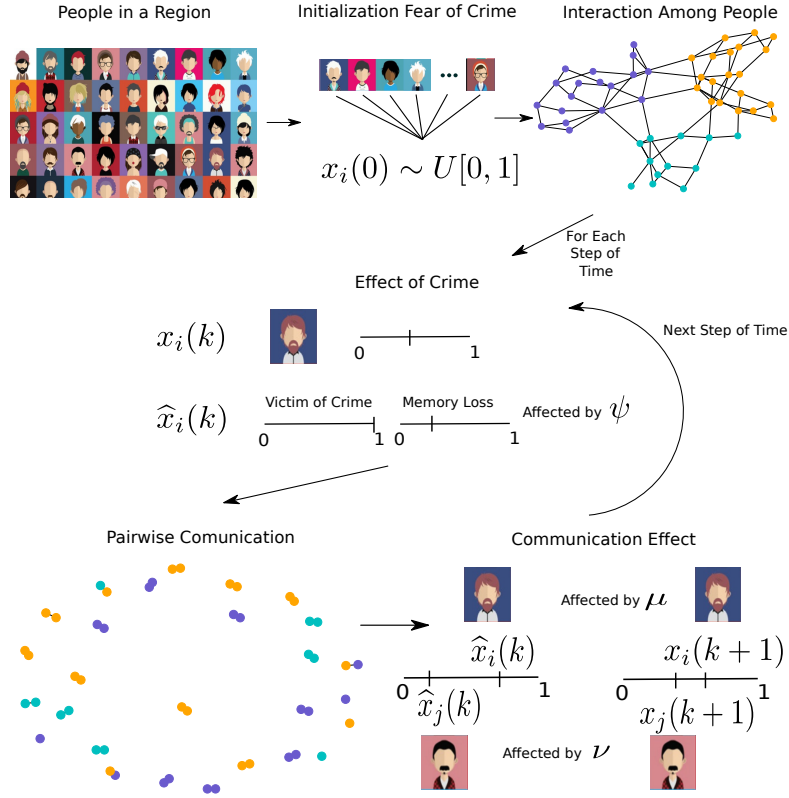 People in a Region
Initialization Fear of Crime
Interaction Among People
•••
x_i(0) ∼ U[0, 1]
For Each
Step of
Time
Effect of Crime
Next Step of Time
x_i(k)
0
1
x̂_i(k)
Victim of Crime
0
1
Memory Loss
0
1
Affected by ψ
Pairwise Comunication
Communication Effect
Affected by μ
x̂_i(k)
x_i(k + 1)
0
1
0
1
x̂_j(k)
x_j(k + 1)
Affected by ν